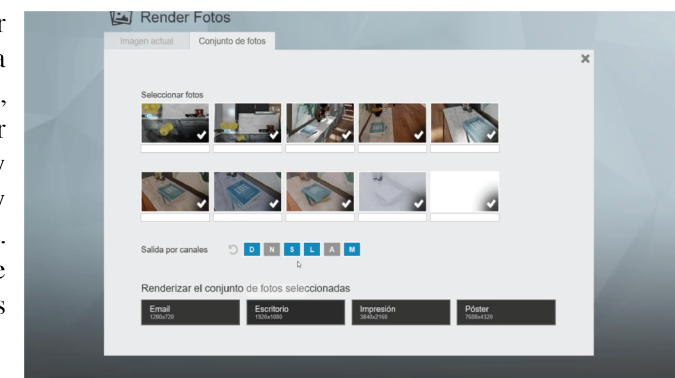 Render Fotos
Imagen actual
Conjunto de fotos
Seleccionar fotos
Salida por canales
D N S L A M
Renderizar el conjunto de fotos seleccionadas
Email
1280x720
Escritorio
1920x1080
Impresión
3840x2160
Póster
7680x4320
r
a
,
r
y
y
.
e
s